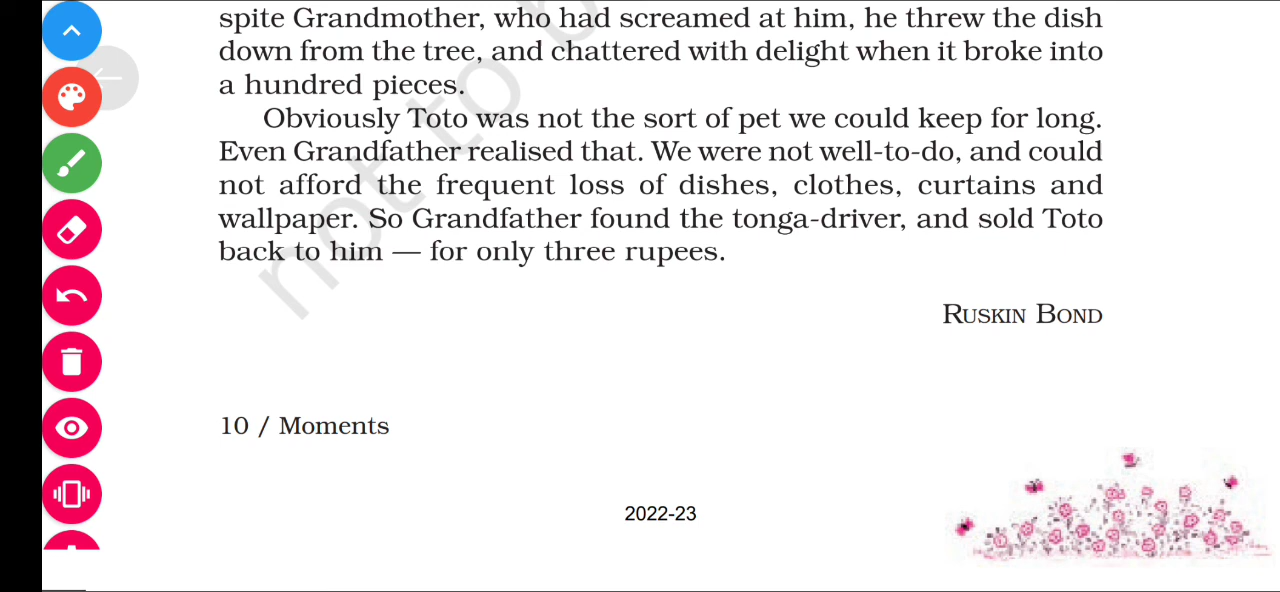 spite Grandmother, who had screamed at him, he threw the dish
down from the tree, and chattered with delight when it broke into
a hundred pieces.
Obviously Toto was not the sort of pet we could keep for long.
Even Grandfather realised that. We were not well-to-do, and could
not afford the frequent loss of dishes, clothes, curtains and
wallpaper. So Grandfather found the tonga-driver, and sold Toto
back to him — for only three rupees.
RUSKIN BOND
10 / Moments
2022-23
not to b